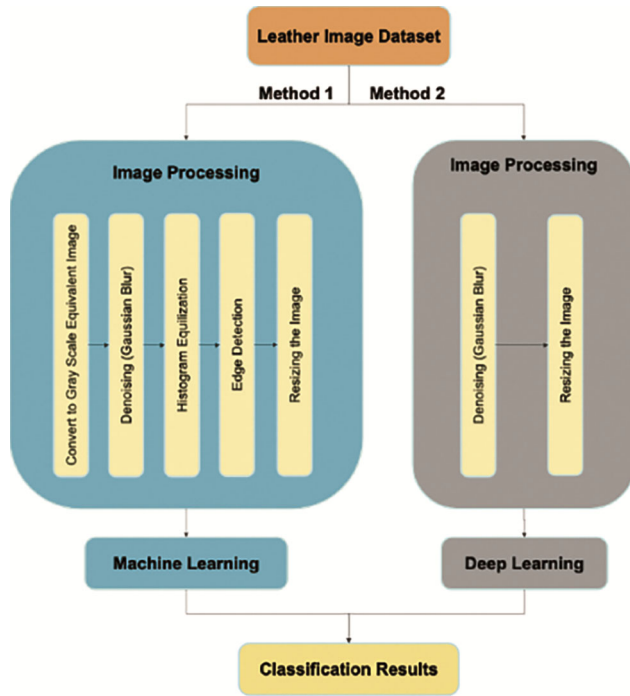 Leather Image Dataset
Method 1
Method 2
Image Processing
Convert to Gray Scale Equivalent Image
Denoising (Gaussian Blur)
Histogram Equilization
Edge Detection
Resizing the Image
Image Processing
Denoising (Gaussian Blur)
Resizing the Image
Machine Learning
Deep Learning
Classification Results